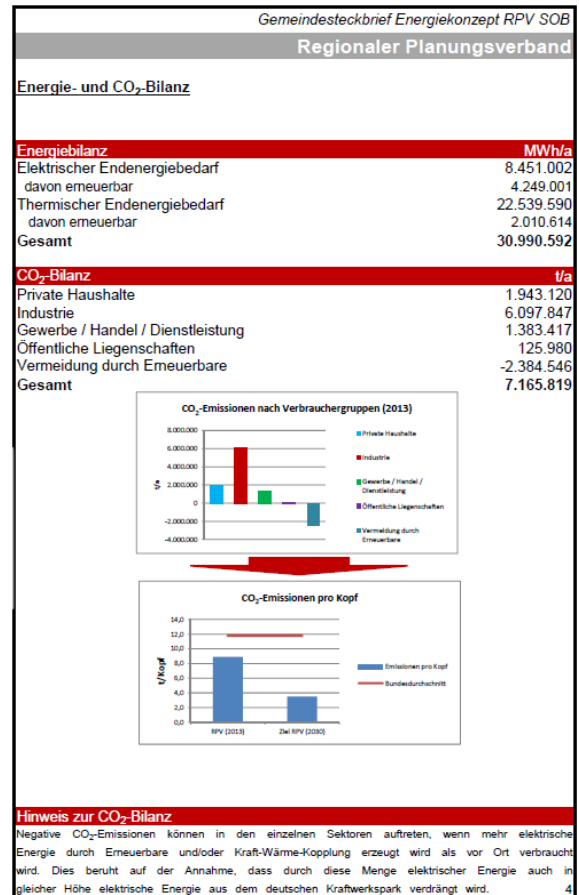 Gemeindesteckbrief Energiekonzept RPV SOB
Regionaler Planungsverband
Energie- und CO₂-Bilanz
Energiebilanz MWh/a
Elektrischer Endenergiebedarf 8.451.002
davon erneuerbar 4.249.001
Thermischer Endenergiebedarf 22.539.590
davon erneuerbar 2.010.614
Gesamt 30.990.592
CO₂-Bilanz t/a
Private Haushalte 1.943.120
Industrie 6.097.847
Gewerbe / Handel / Dienstleistung 1.383.417
Öffentliche Liegenschaften 125.980
Vermeidung durch Erneuerbare -2.384.546
Gesamt 7.165.819
CO₂-Emissionen nach Verbrauchergruppen (2013)
t/a
8.000.000
6.000.000
4.000.000
2.000.000
0
-2.000.000
-4.000.000
Private Haushalte
Industrie
Gewerbe / Handel /
Dienstleistung
Öffentliche Liegenschaften
Vermeidung durch
Erneuerbare
CO₂-Emissionen pro Kopf
t/Kopf
14,0
12,0
10,0
8,0
6,0
4,0
2,0
0,0
RPV (2013) Ziel RPV (2030)
Emissionen pro Kopf
Bundesdurchschnitt
Hinweis zur CO₂-Bilanz
Negative CO₂-Emissionen können in den einzelnen Sektoren auftreten, wenn mehr elektrische
Energie durch Erneuerbare und/oder Kraft-Wärme-Kopplung erzeugt wird als vor Ort verbraucht
wird. Dies beruht auf der Annahme, dass durch diese Menge elektrischer Energie auch in
gleicher Höhe elektrische Energie aus dem deutschen Kraftwerkspark verdrängt wird. 4